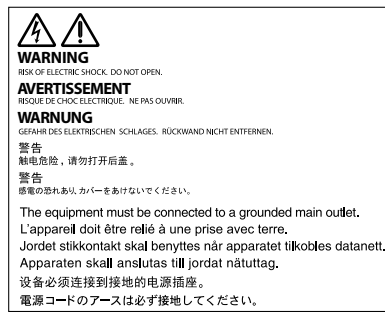 WARNING
RISK OF ELECTRIC SHOCK. DO NOT OPEN.
AVERTISSEMENT
RISQUE DE CHOC ELECTRIQUE. NE PAS OUVRIR.
WARNUNG
GEFAHR DES ELEKTRISCHEN SCHLAGES. RÜCKWAND NICHT ENTFERNEN.
警告
触电危险，请勿打开后盖。
警告
感電の恐れあり、カバーをあけないでください。
The equipment must be connected to a grounded main outlet.
L'appareil doit être relié à une prise avec terre.
Jordet stikkontakt skal benyttes når apparatet tilkobles datanett.
Apparaten skall anslutas till jordat nätuttag.
设备必须连接到接地的电源插座。
電源コードのアースは必ず接地してください。